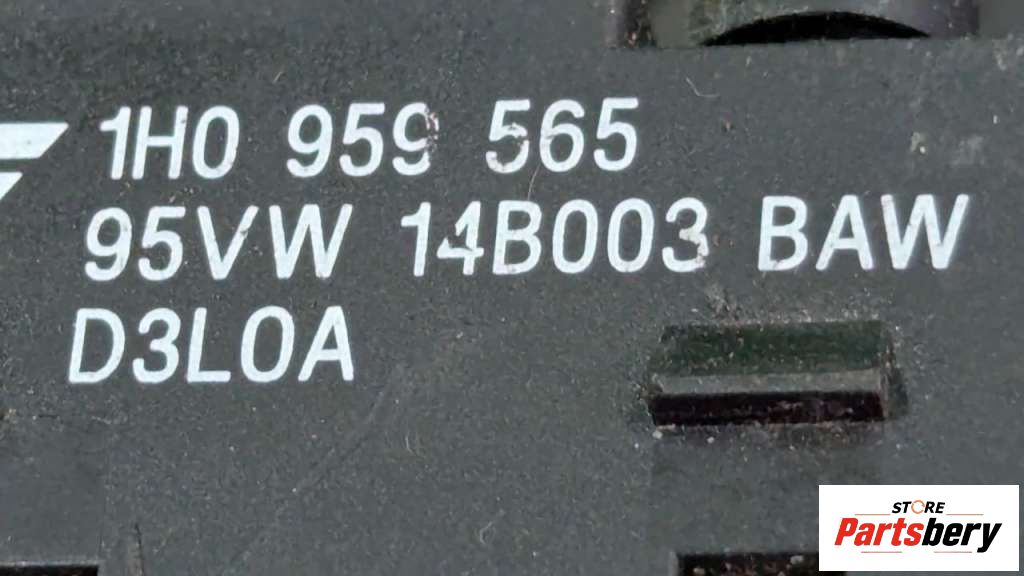 1H0 959 565
95VW 14B003 BAW
D3L0A
STORE
Partsbery